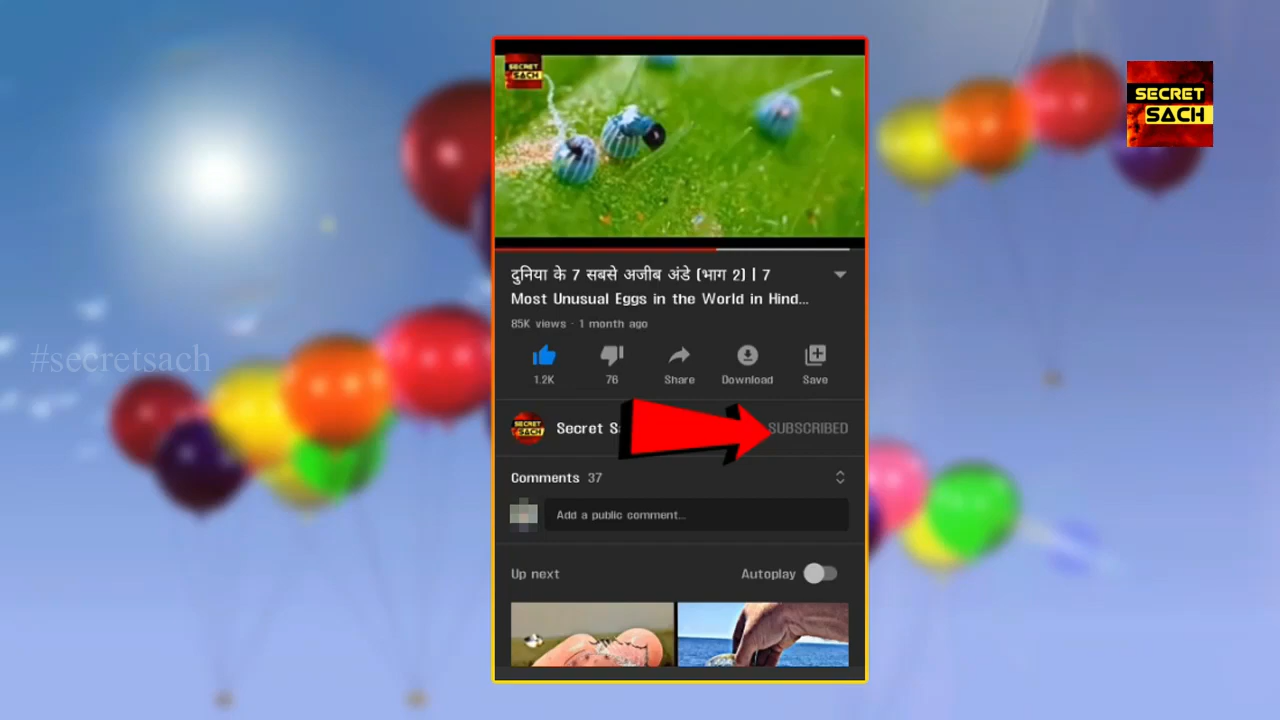 SECRET
SACH
SECRET
SACH
दुनिया के 7 सबसे अजीब अंडे (भाग 2) | 7
Most Unusual Eggs in the World in Hind...
85K views · 1 month ago
#secretsach
1.2K 76 Share Download Save
SECRET
SACH
Secret S SUBSCRIBED
Comments 37
Add a public comment...
Up next Autoplay